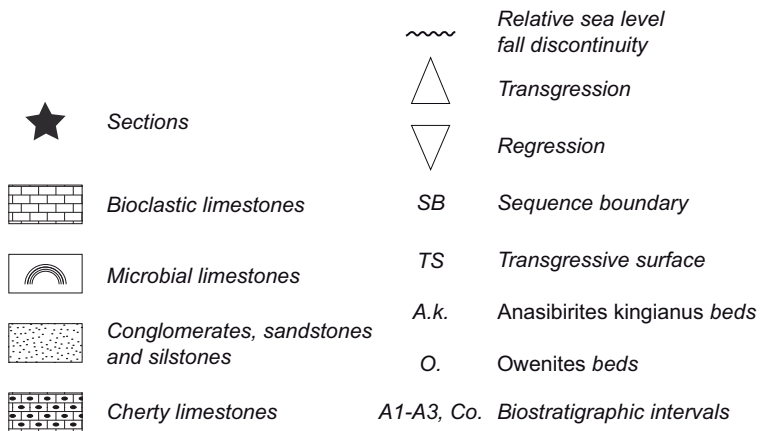 Sections
Bioclastic limestones
Microbial limestones
Conglomerates, sandstones
and silstones
Cherty limestones
Relative sea level
fall discontinuity
Transgression
Regression
SB Sequence boundary
TS Transgressive surface
A.k. Anasibirites kingianus beds
O. Owenites beds
A1-A3, Co. Biostratigraphic intervals